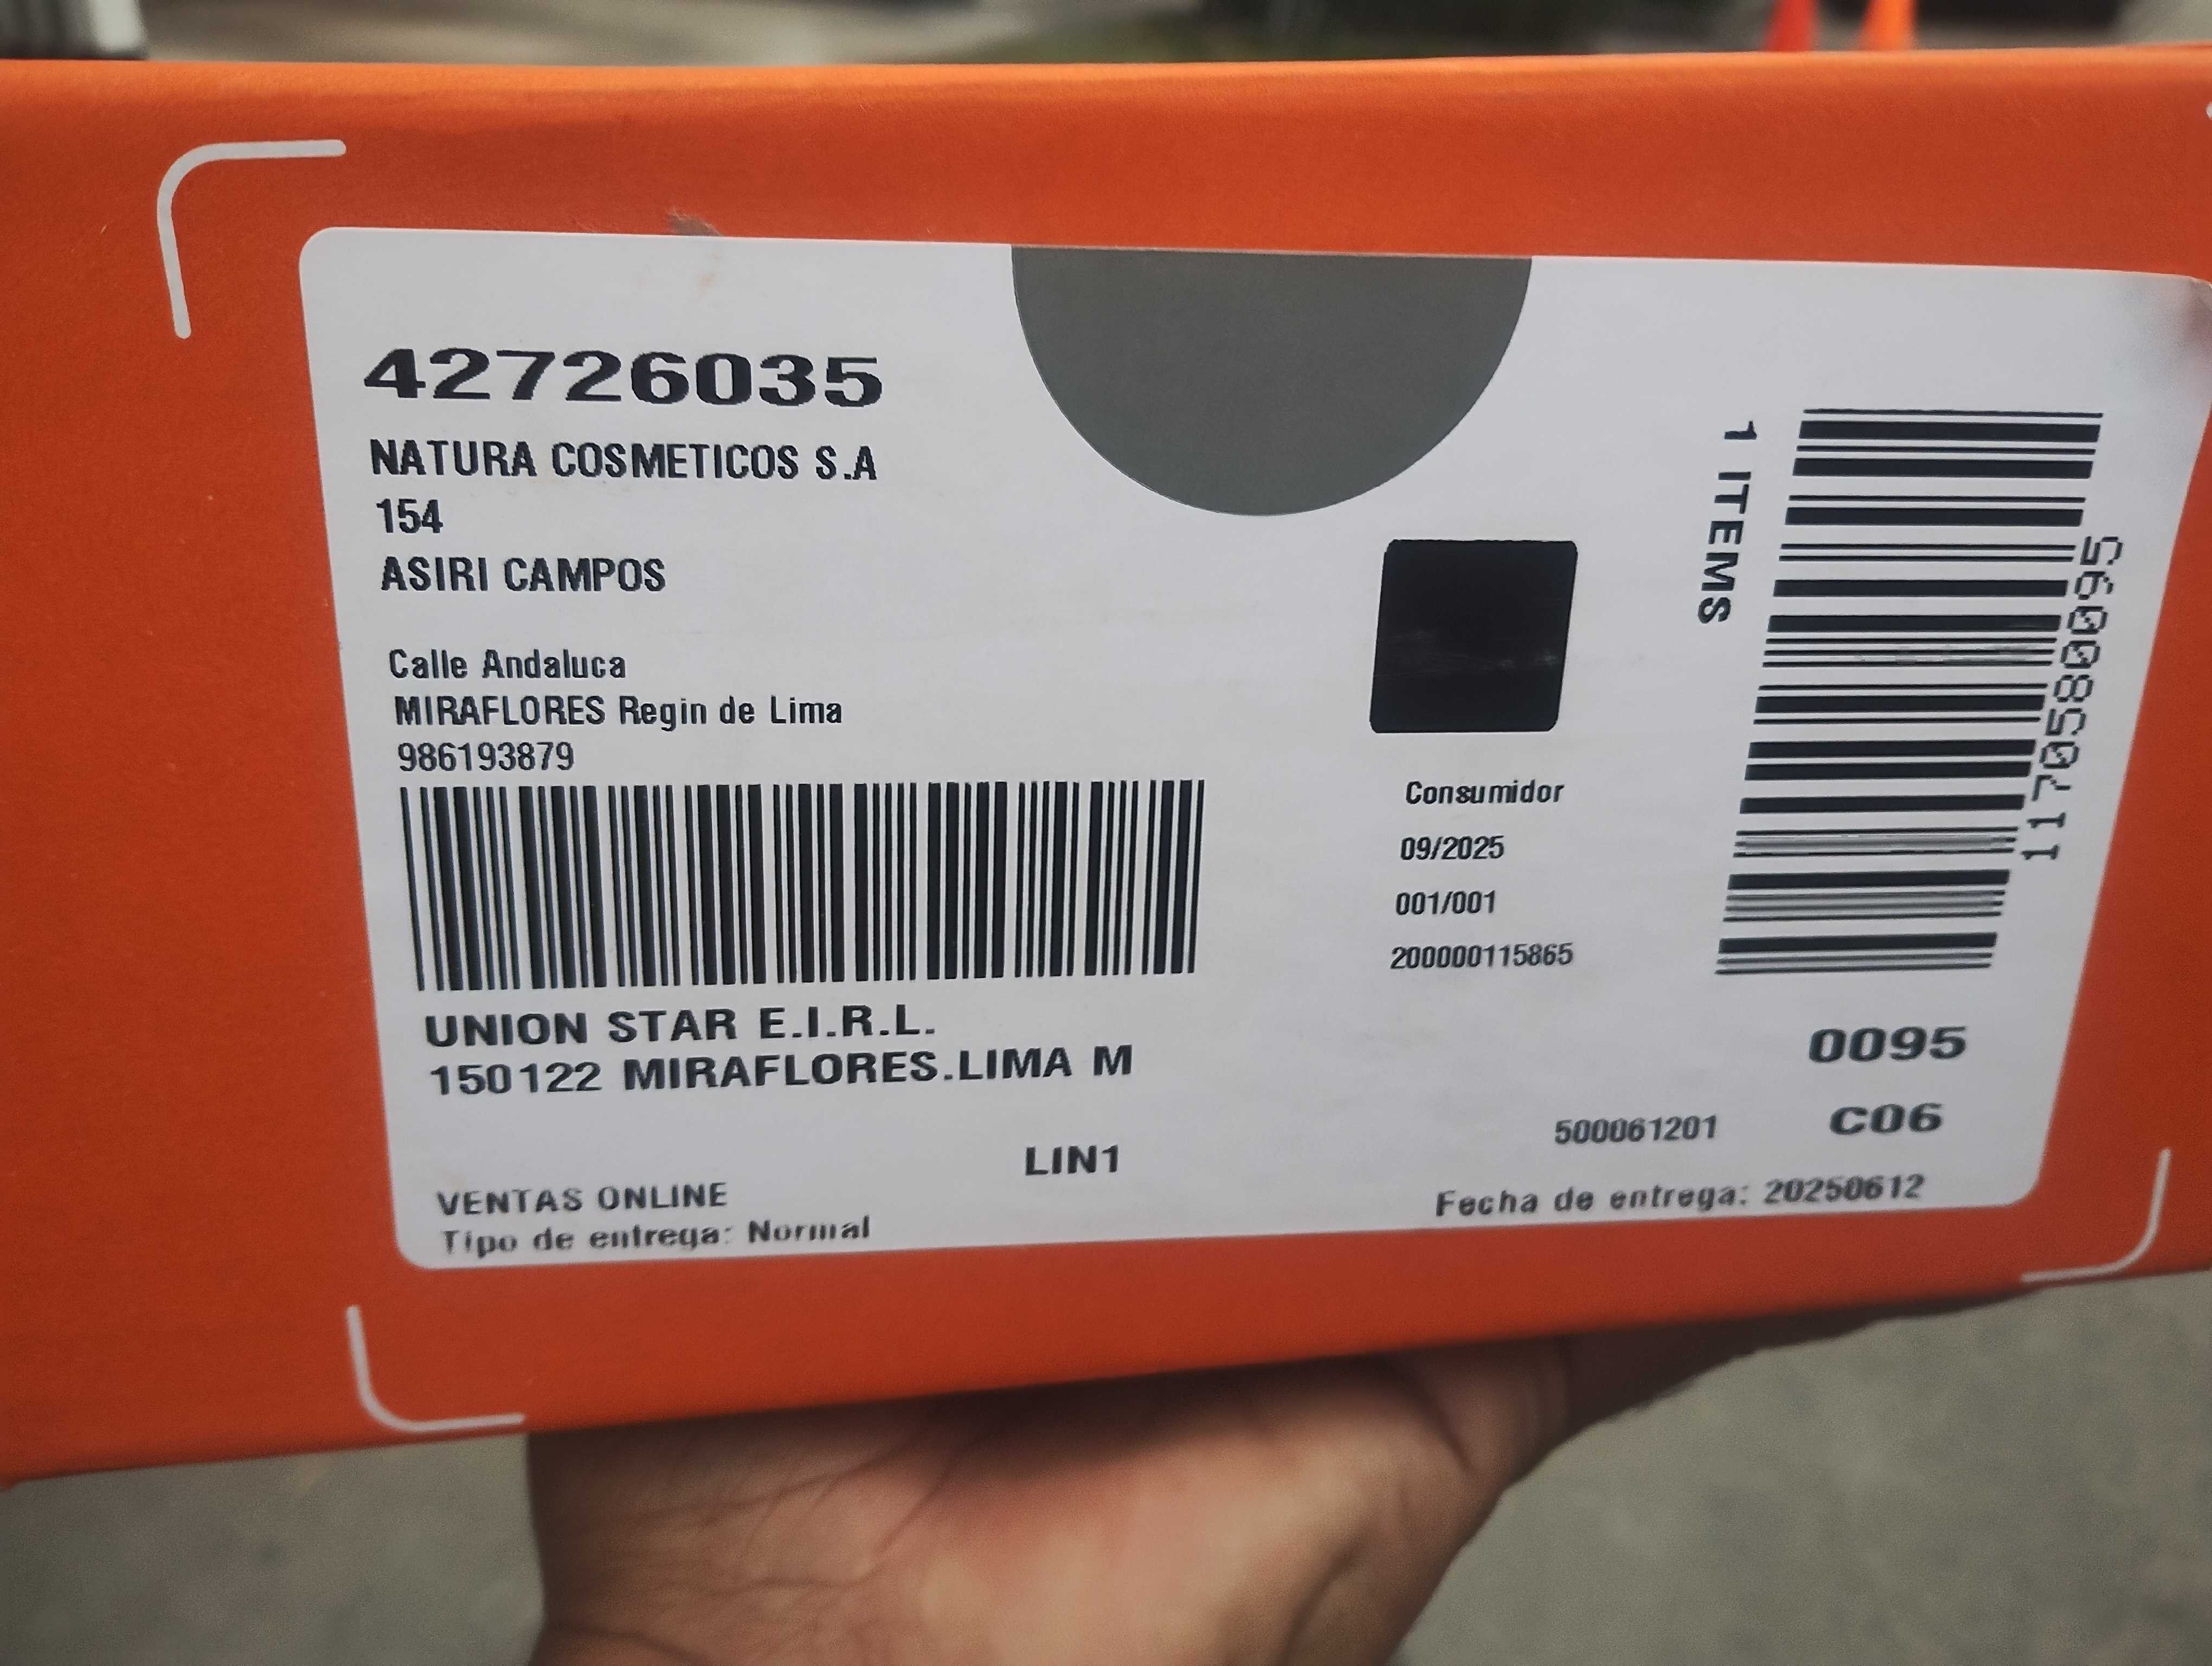 42726035
NATURA COSMETICOS S.A
154
ASIRI CAMPOS
Calle Andaluca
MIRAFLORES Regin de Lima
986193879
UNION STAR E.I.R.L.
150122 MIRAFLORES.LIMA M
LIN1
VENTAS ONLINE
Tipo de entrega: Normal
Consumidor
09/2025
001/001
200000115865
1 ITEMS
117058800095
0095
C06
500061201
Fecha de entrega: 20250612